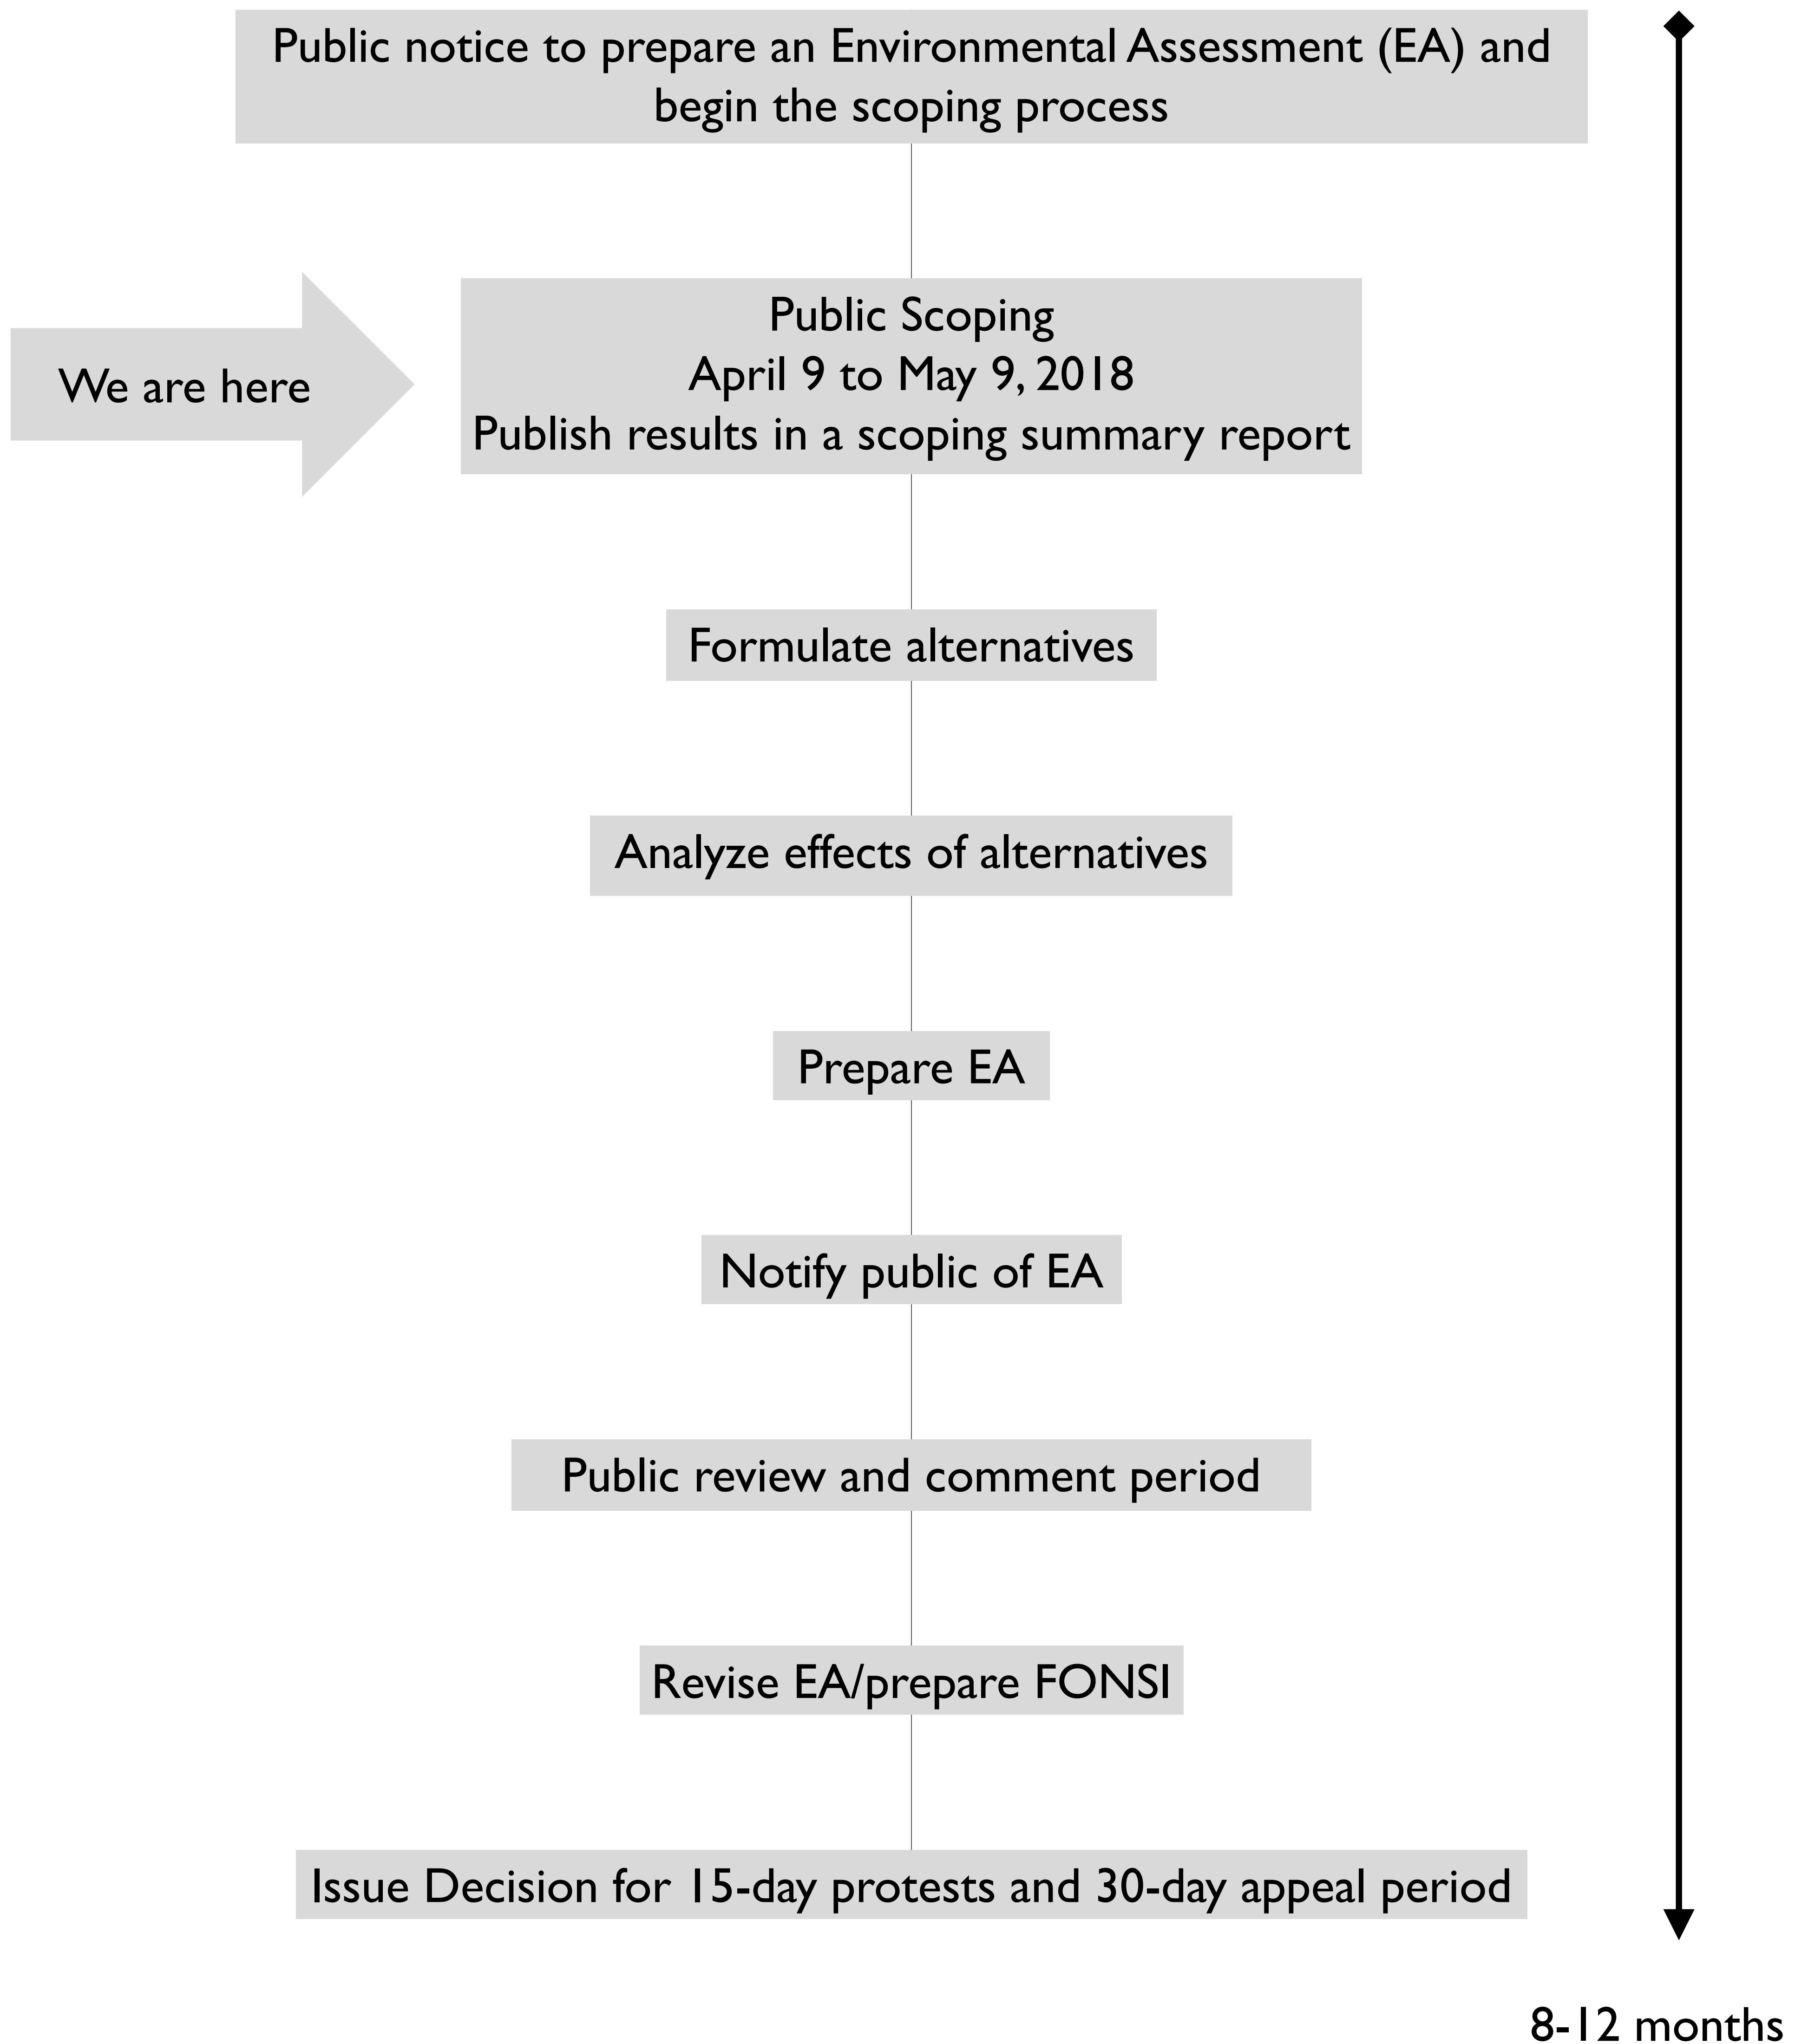 Public notice to prepare an Environmental Assessment (EA) and
begin the scoping process
We are here
Public Scoping
April 9 to May 9, 2018
Publish results in a scoping summary report
Formulate alternatives
Analyze effects of alternatives
Prepare EA
Notify public of EA
Public review and comment period
Revise EA/prepare FONSI
Issue Decision for 15-day protests and 30-day appeal period
8-12 months